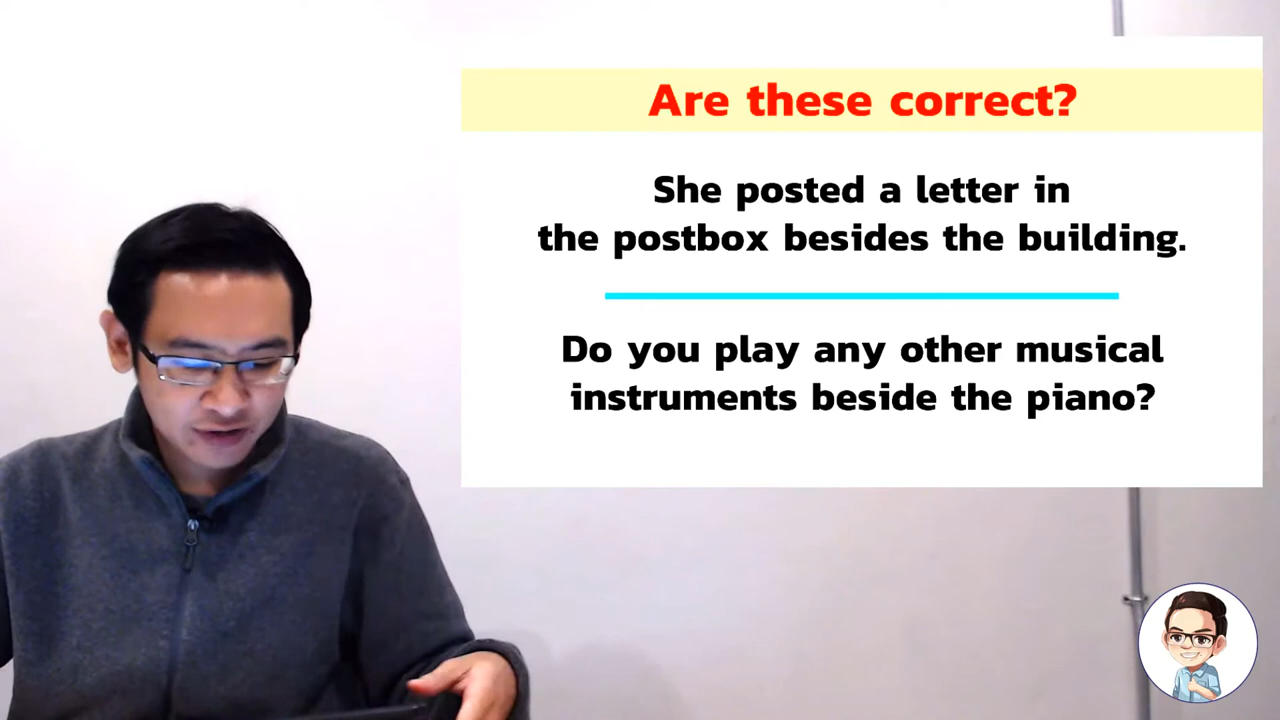 Are these correct?
She posted a letter in
the postbox besides the building.
Do you play any other musical
instruments beside the piano?